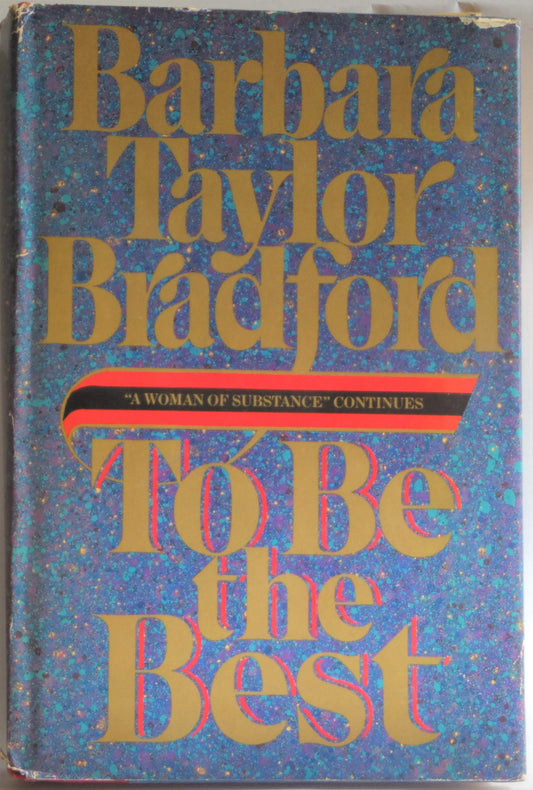 Barbara
Taylor
Bradford
"A WOMAN OF SUBSTANCE" CONTINUES
To Be
the
Best